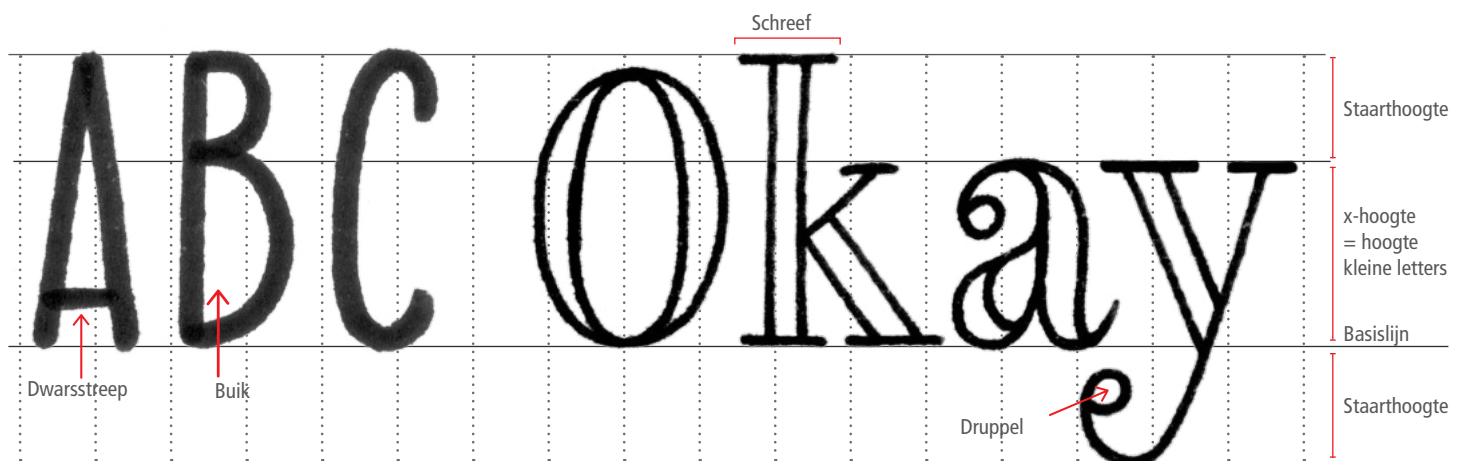 Schreef
ABC Okay
Staarthoogte
x-hoogte
= hoogte
kleine letters
Basislijn
Dwarsstreep
Buik
Druppel
Staarthoogte